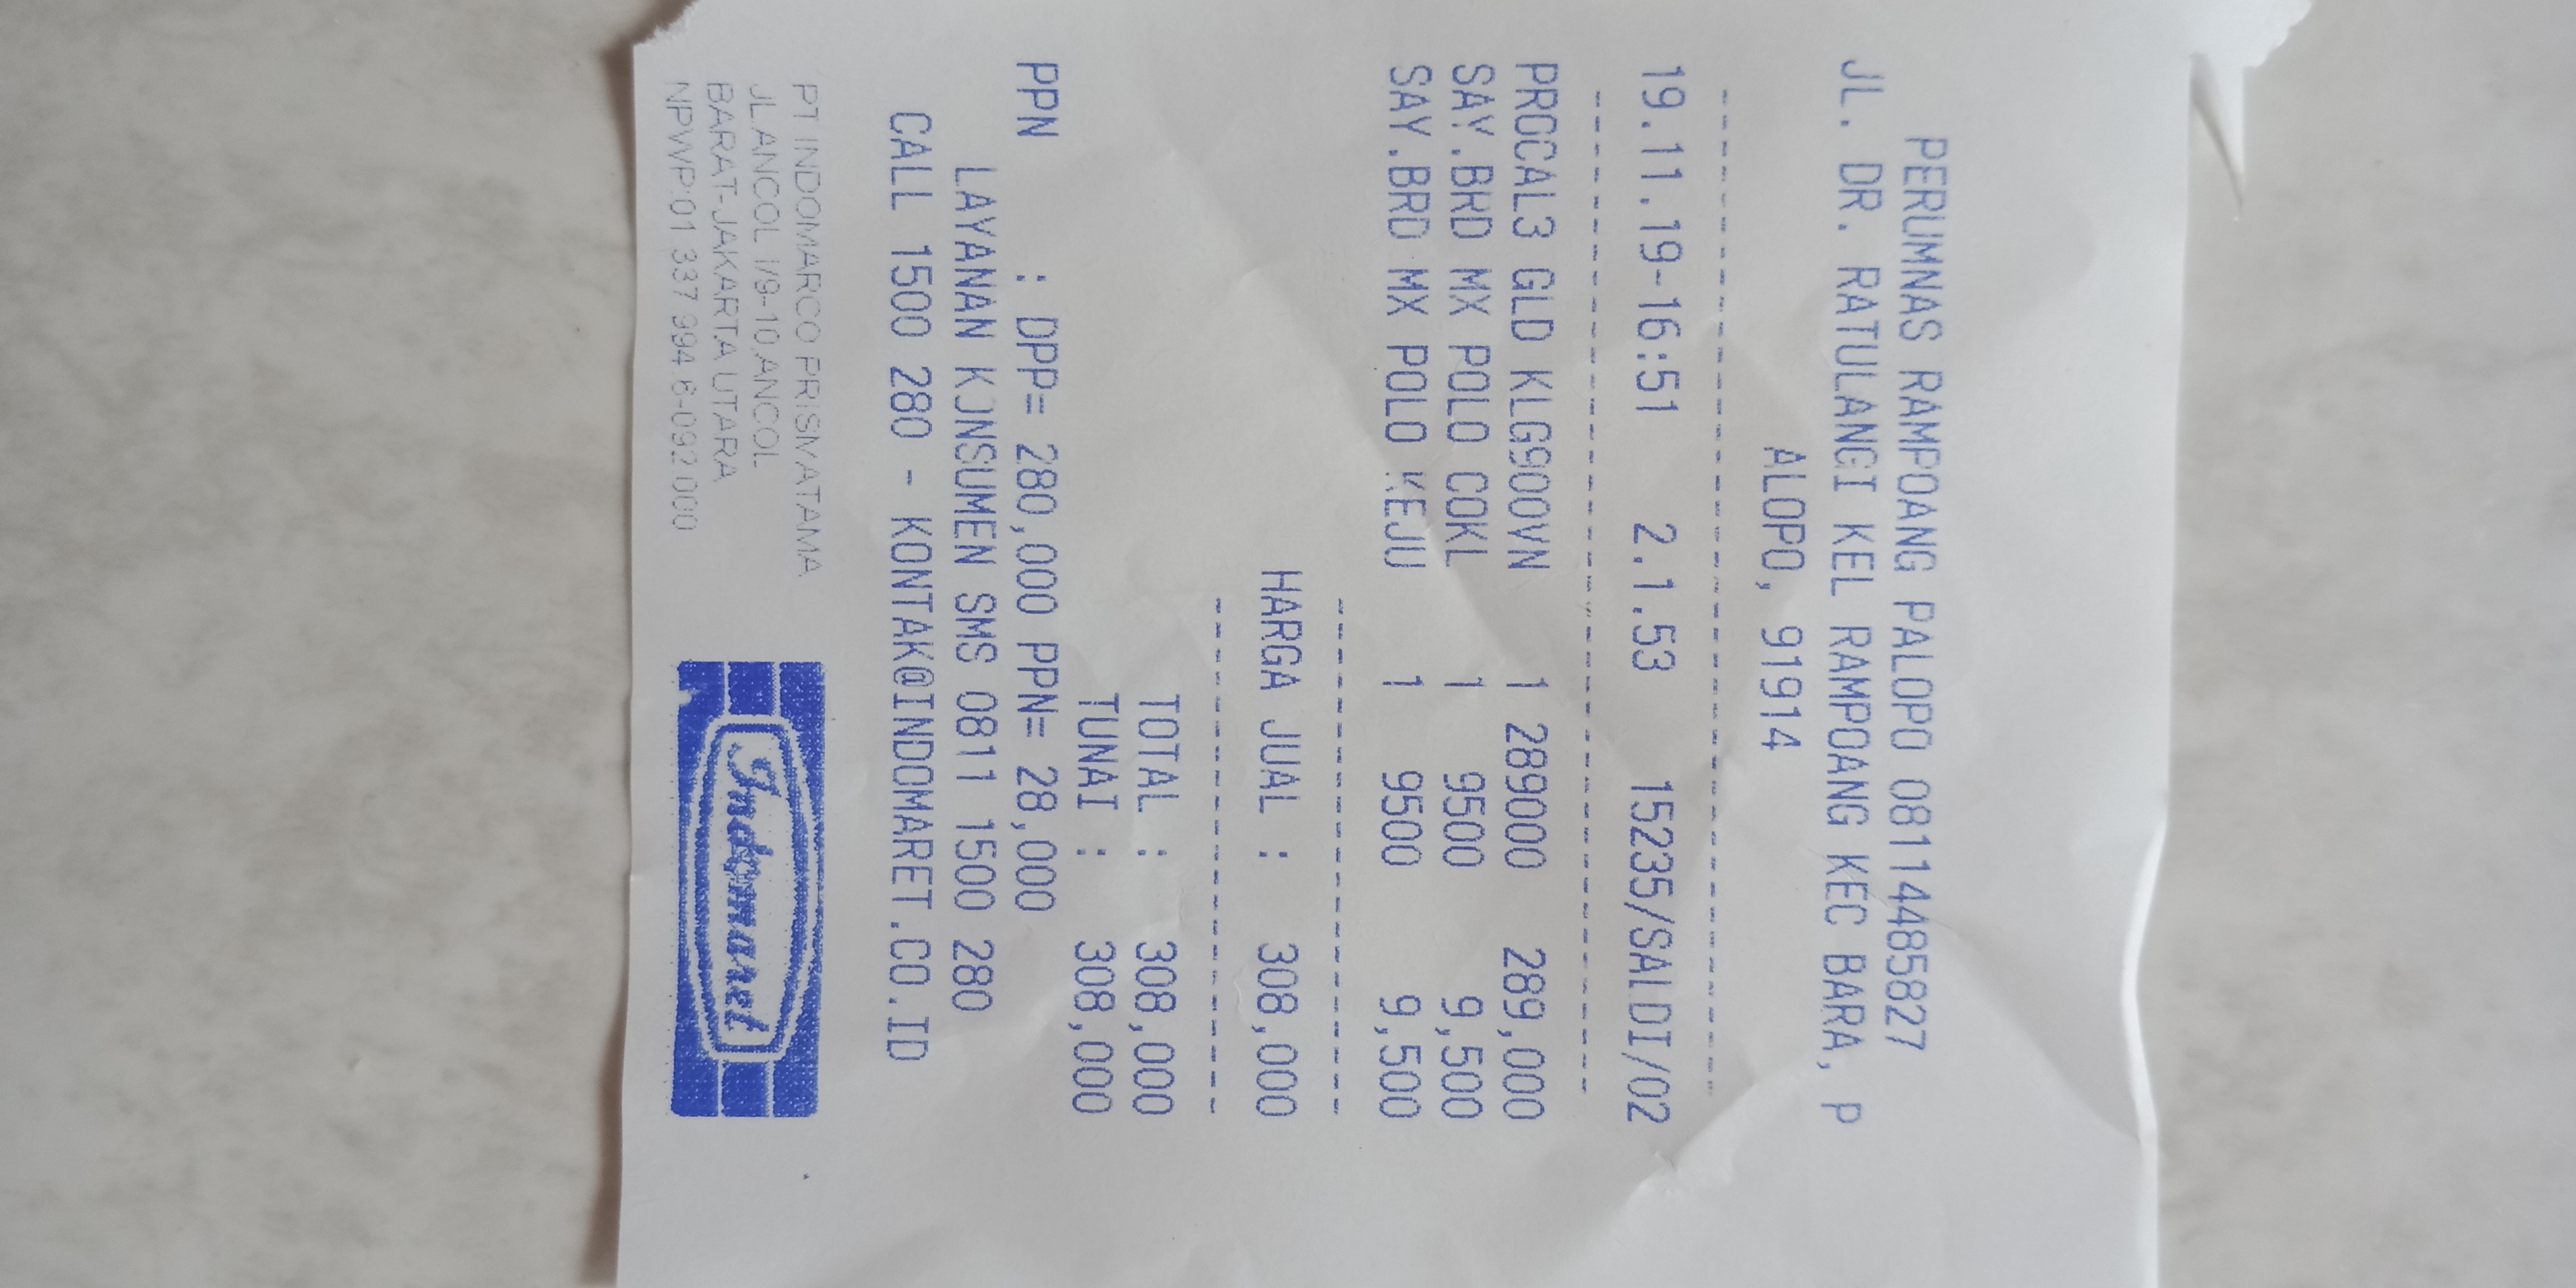 PERUMNAS RAMPOANG PALOPO 081144485827
JL. DR. RATULANGI KEL RAMPOANG KEC BARA, P
ALOPO, 91914
19.11.19-16:51 2.1.53 15235/SALDI/02
PROCAL3 GLD KLG900VN 1 289000 289,000
SAY.BRD MX POLO COKL 1 9500 9,500
SAY.BRD MX POLO KEJU 1 9500 9,500
HARGA JUAL : 308,000
TOTAL : 308,000
TUNAI : 308,000
PPN : DPP= 280,000 PPN= 28,000
LAYANAN KONSUMEN SMS 0811 1500 280
CALL 1500 280 - KONTAK@INDOMARET.CO.ID
PT INDOMARCO PRISMATAMA
JL.ANCOL 1/9-10,ANCOL
BARAT-JAKARTA UTARA
NPWP:01 337 994 6-092 000
Indomaret